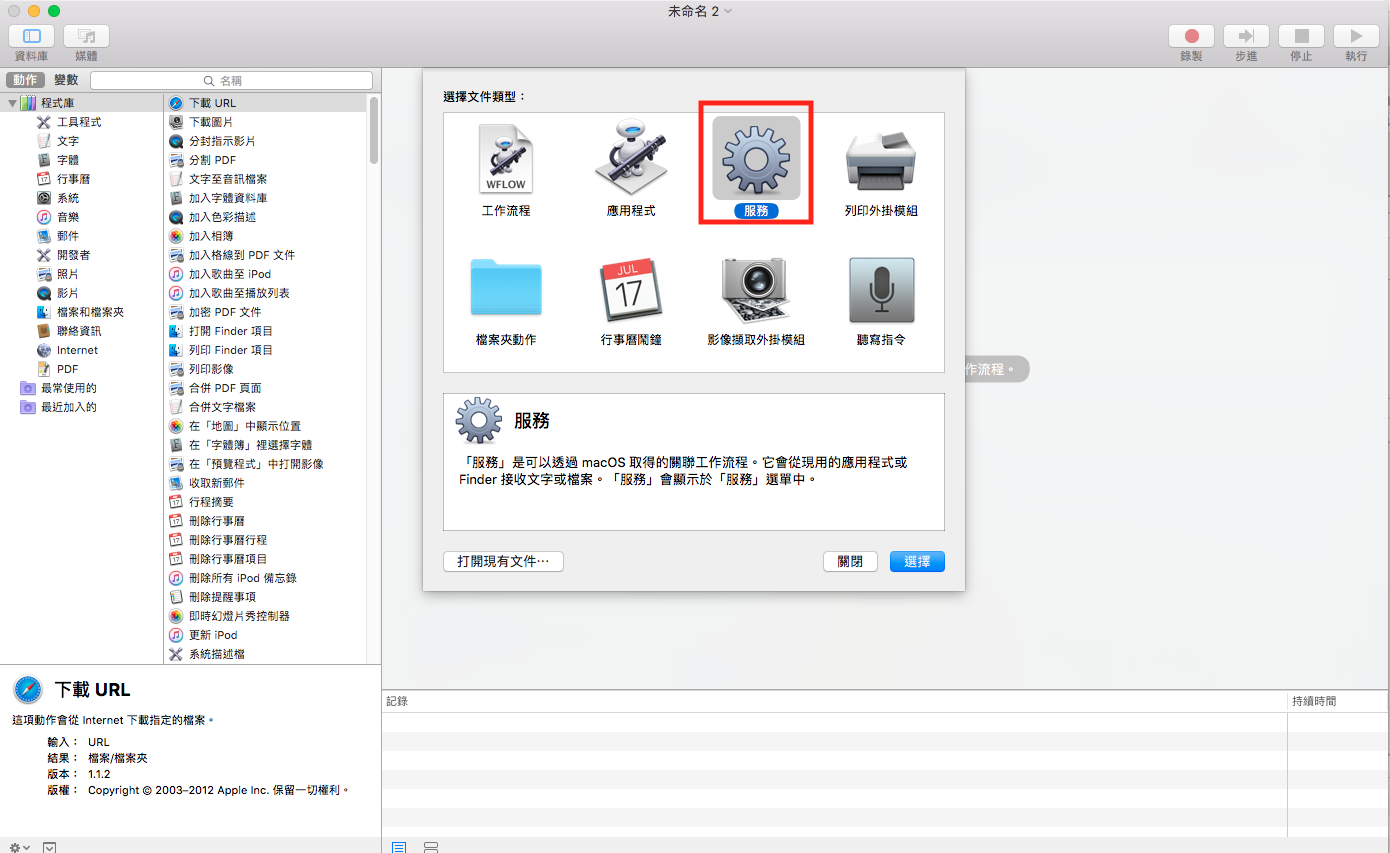 未命名 2
資料庫
媒體
錄製
步進
停止
執行
動作
變數
名稱
程式庫
工具程式
文字
字體
行事曆
系統
音樂
郵件
開發者
照片
影片
檔案和檔案夾
聯絡資訊
Internet
PDF
最常使用的
最近加入的
下載 URL
下載圖片
分封指示影片
分割 PDF
文字至音訊檔案
加入字體資料庫
加入色彩描述
加入相簿
加入格線到 PDF 文件
加入歌曲至 iPod
加入歌曲至播放列表
加密 PDF 文件
打開 Finder 項目
列印 Finder 項目
列印影像
合併 PDF 頁面
合併文字檔案
在「地圖」中顯示位置
在「字體簿」裡選擇字體
在「預覽程式」中打開影像
收取新郵件
行程摘要
刪除行事曆
刪除行事曆行程
刪除行事曆項目
刪除所有 iPod 備忘錄
刪除提醒事項
即時幻燈片秀控制器
更新 iPod
系統描述檔
選擇文件類型：
WFLOW
工作流程
應用程式
服務
列印外掛模組
JUL
17
檔案夾動作
行事曆鬧鐘
影像擷取外掛模組
聽寫指令
作流程。
服務
「服務」是可以透過 macOS 取得的關聯工作流程。它會從現用的應用程式或
Finder 接收文字或檔案。「服務」會顯示於「服務」選單中。
打開現有文件⋯
關閉
選擇
下載 URL
這項動作會從 Internet 下載指定的檔案。
輸入： URL
結果： 檔案/檔案夾
版本： 1.1.2
版權： Copyright © 2003–2012 Apple Inc. 保留一切權利。
記錄
持續時間